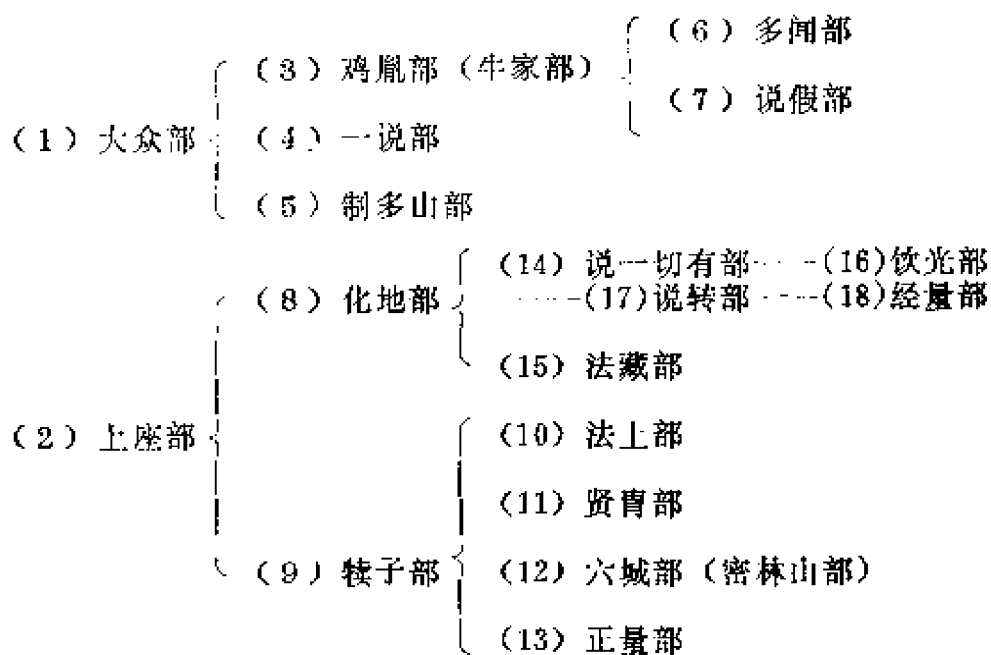 (6)多闻部
(3)鸡胤部(牛家部)
(7)说假部
(1)大众部
(4)一说部
(5)制多山部
(14)说一切有部……(16)饮光部
(8)化地部
……(17)说转部……(18)经量部
(15)法藏部
(2)上座部
(10)法上部
(11)贤胄部
(9)犊子部
(12)六城部(密林山部)
(13)正量部